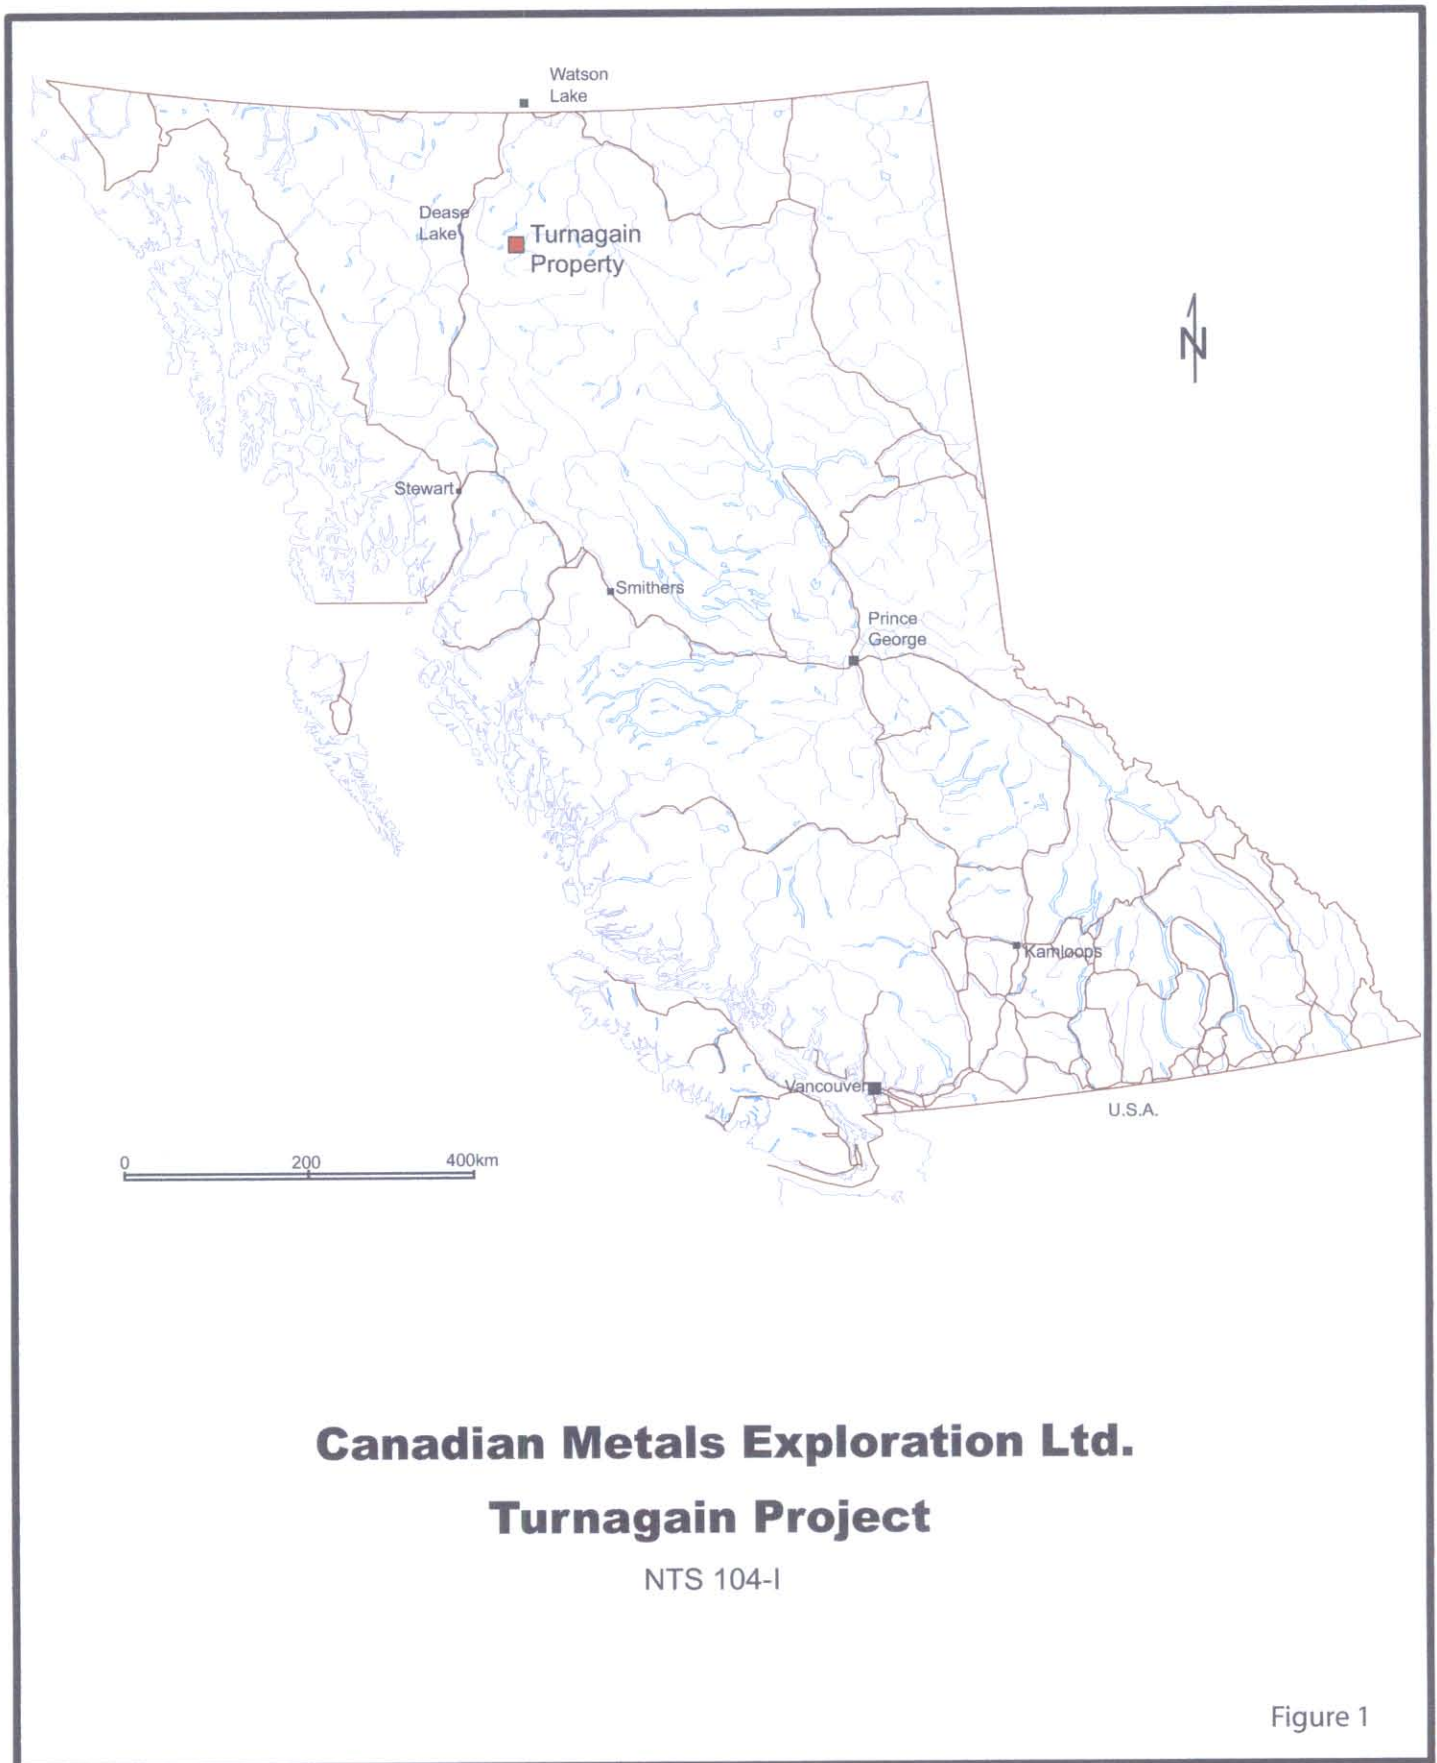 Watson
Lake
Dease
Lake
Turnagain
Property
N
Stewart
Smithers
Prince
George
Kamloops
Vancouver
U.S.A.
0 200 400km
Canadian Metals Exploration Ltd.
Turnagain Project
NTS 104-I
Figure 1